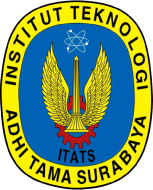 INSTITUT TEKNOLOGI
ITATS
ADHI TAMA SURABAYA